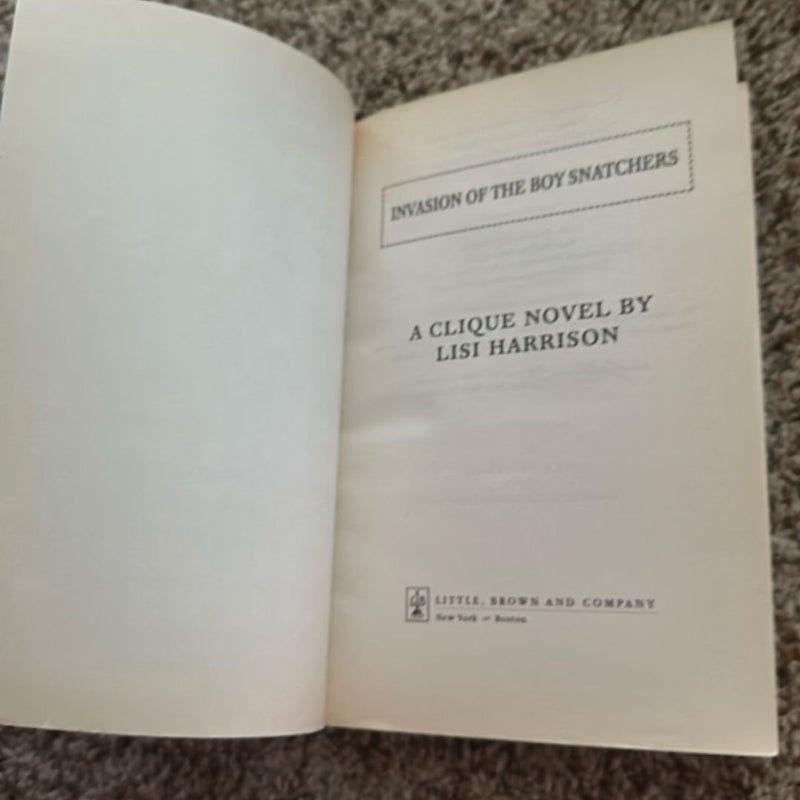 INVASION OF THE BOY SNATCHERS
A CLIQUE NOVEL BY
LISI HARRISON
LITTLE, BROWN AND COMPANY
New York Boston